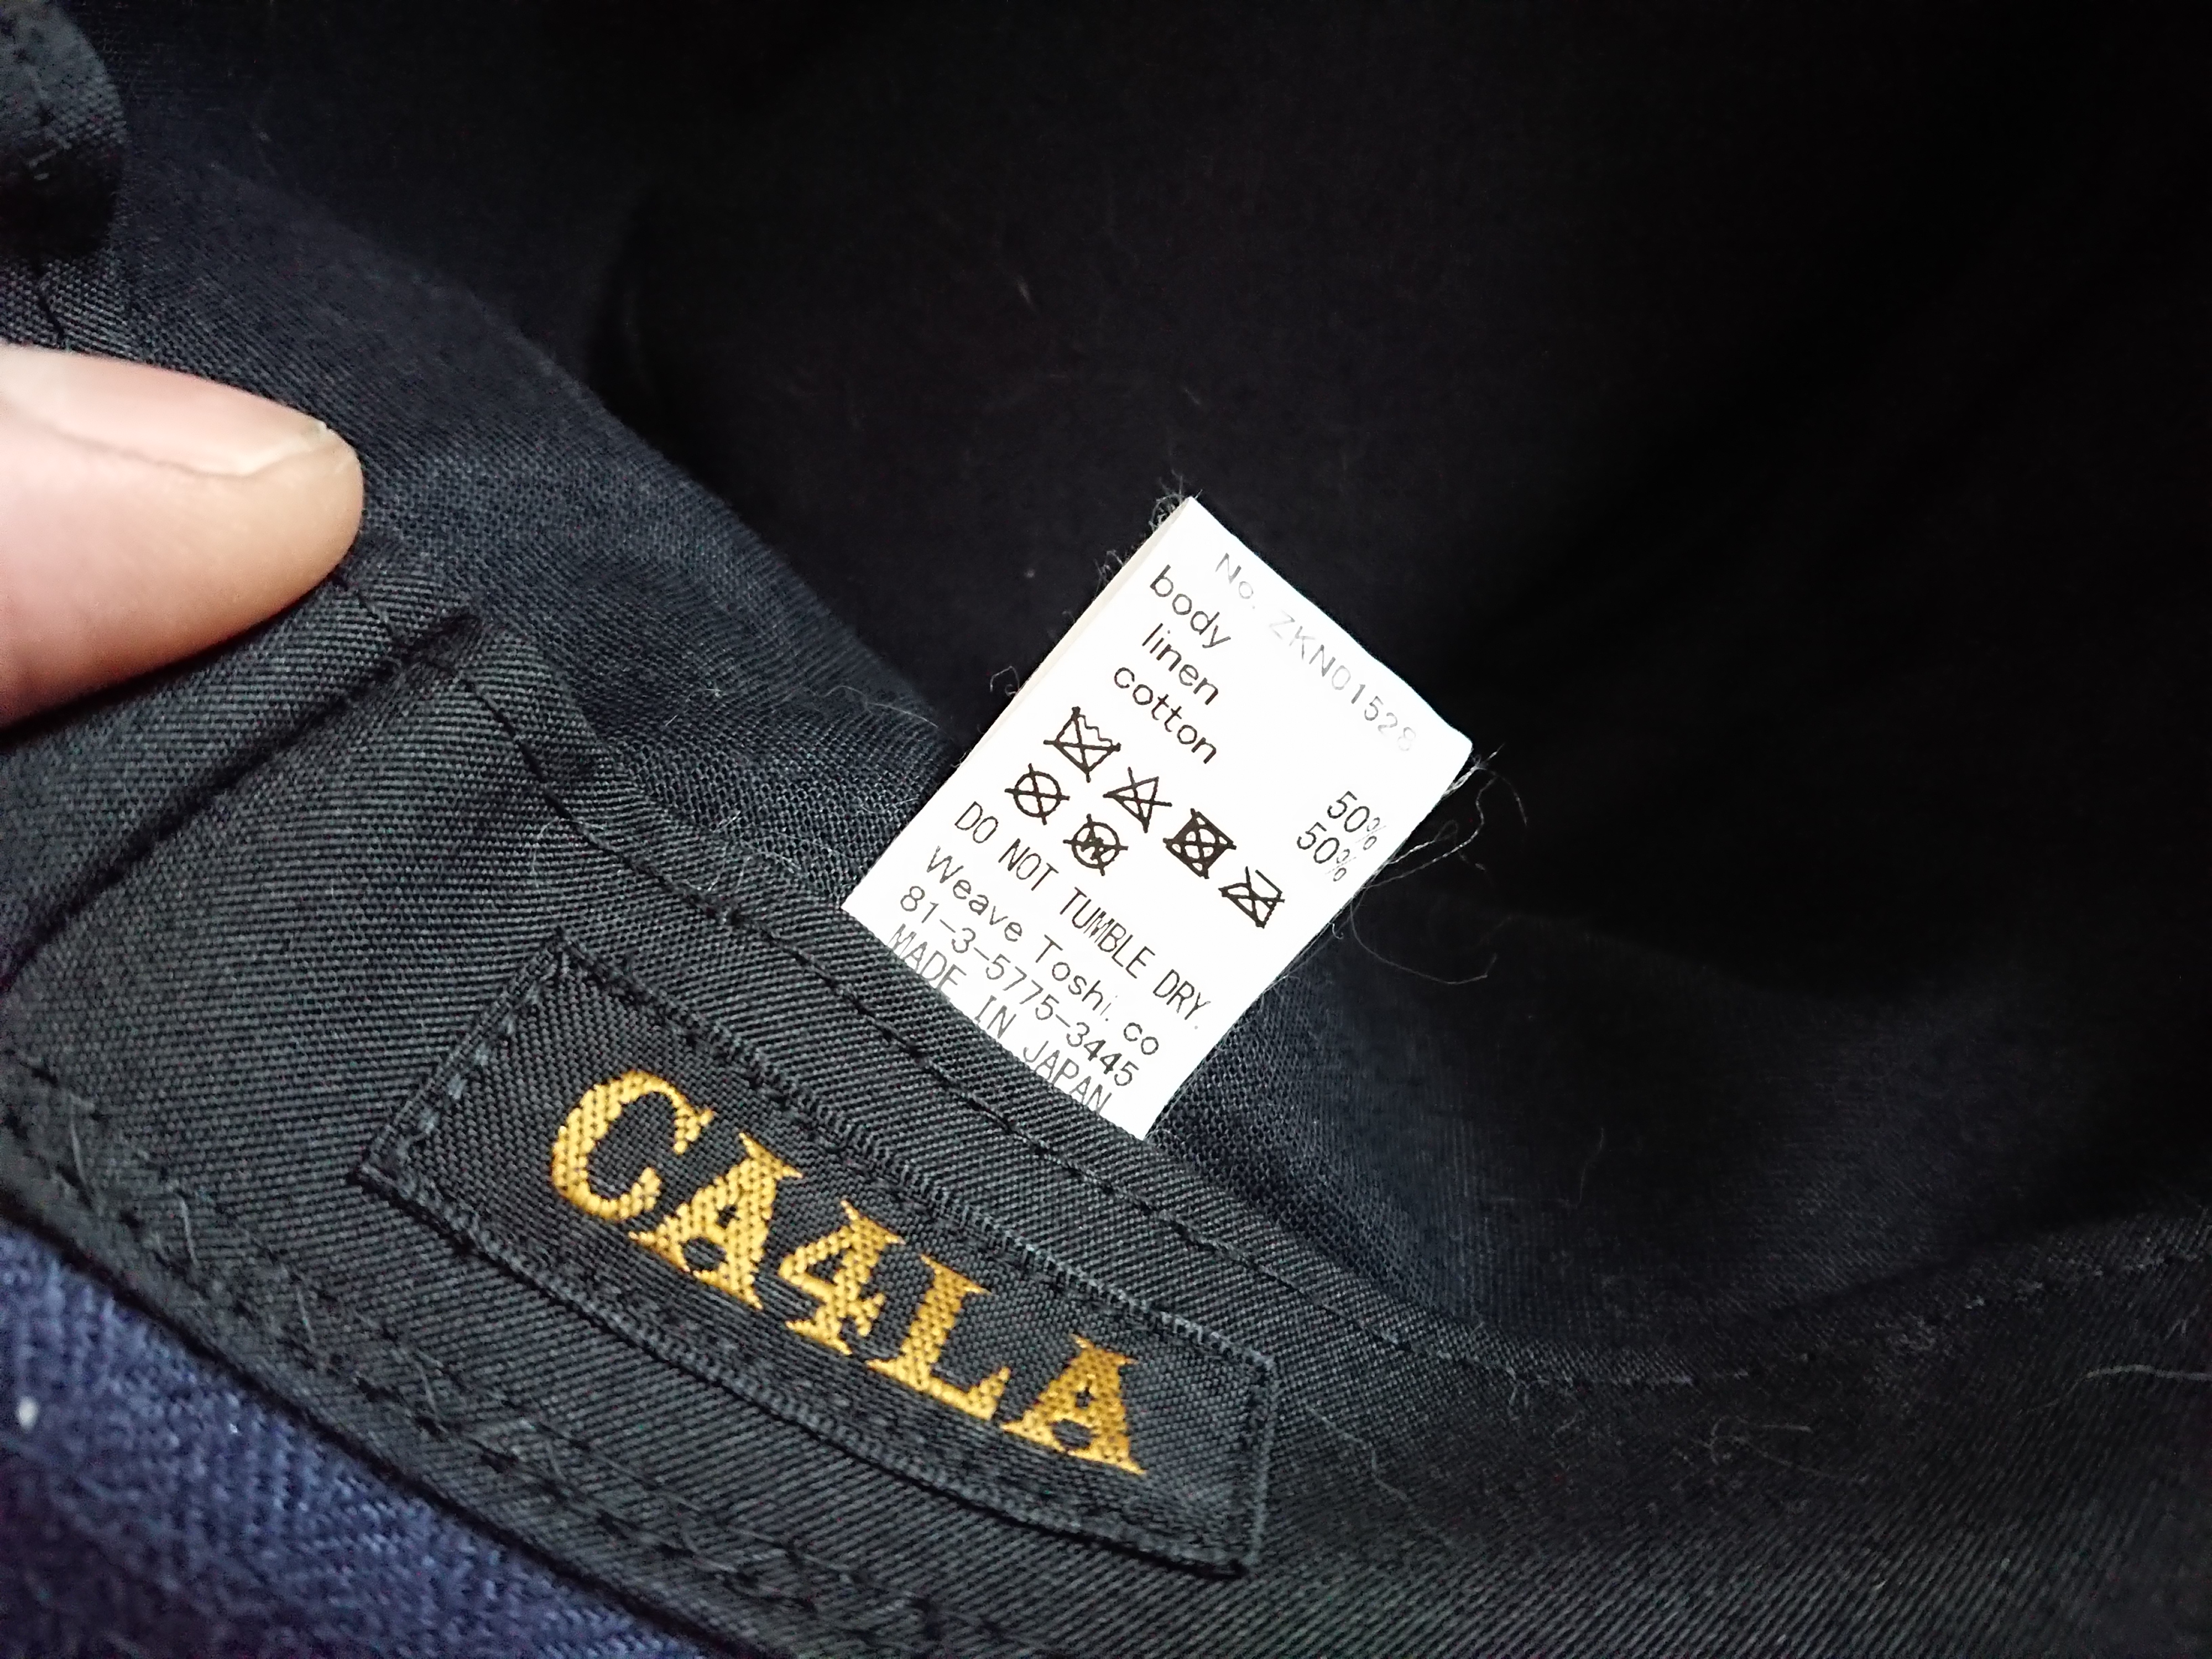 No. ZKN01528
body
linen 50%
cotton 50%
W
DO NOT TUMBLE DRY.
Weave Toshi. co
81-3-5775-3445
MADE IN JAPAN
CA4LA